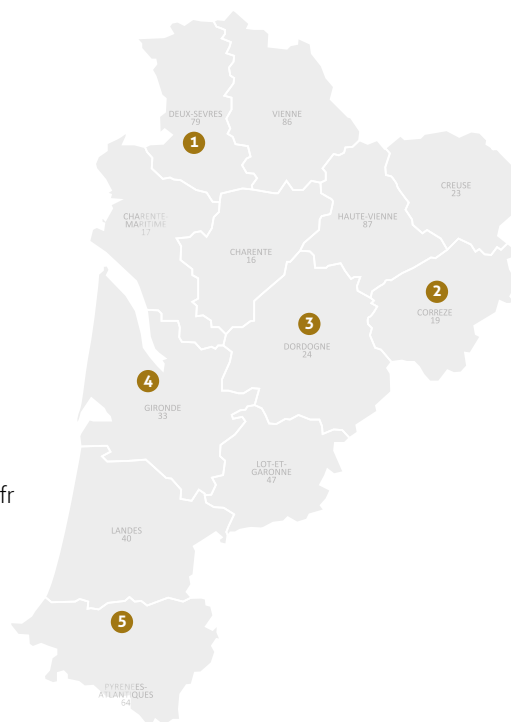 DEUX-SEVRES
79
1
VIENNE
86
CREUSE
23
CHARENTE-
MARITIME
17
HAUTE-VIENNE
87
CHARENTE
16
2
CORREZE
19
3
DORDOGNE
24
4
GIRONDE
33
LOT-ET-
GARONNE
47
fr
LANDES
40
5
PYRENEES-
ATLANTIQUES
64